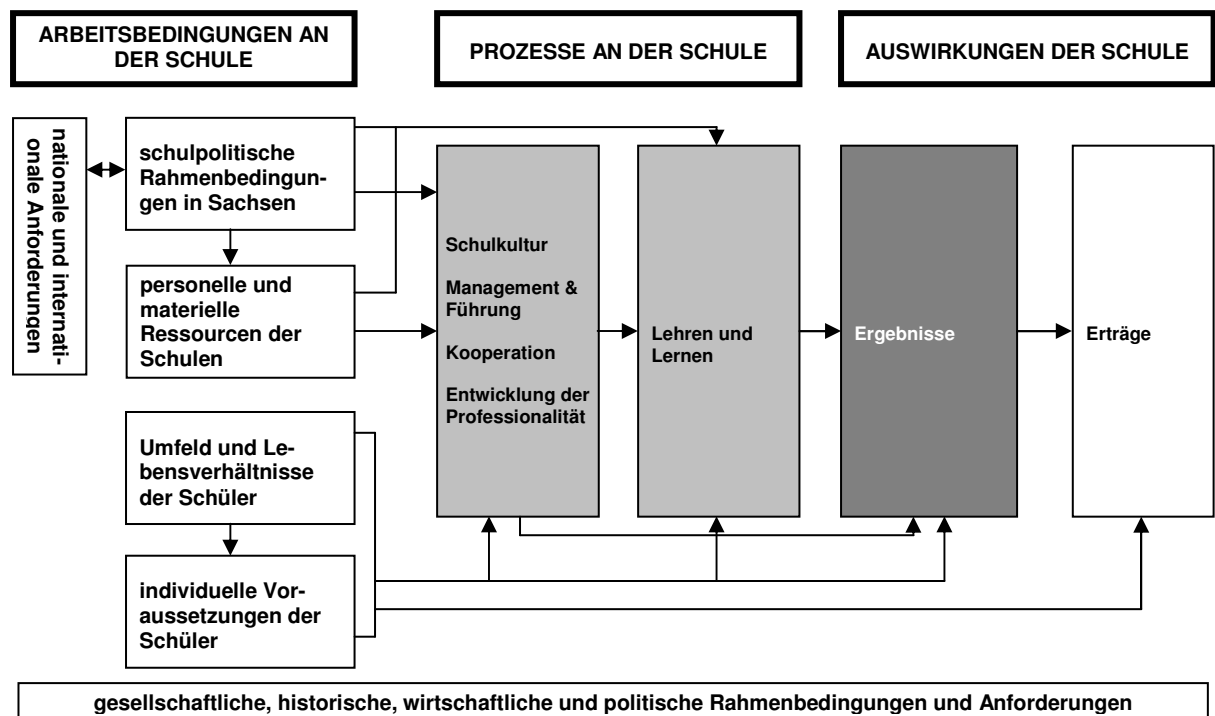 ARBEITSBEDINGUNGEN AN
DER SCHULE
PROZESSE AN DER SCHULE
AUSWIRKUNGEN DER SCHULE
nationale und internati-
onale Anforderungen
schulpolitische
Rahmenbedingun-
gen in Sachsen
personelle und
materielle
Ressourcen der
Schulen
Umfeld und Le-
bensverhältnisse
der Schüler
individuelle Vor-
aussetzungen der
Schüler
Schulkultur
Management &
Führung
Kooperation
Entwicklung der
Professionalität
Lehren und
Lernen
Ergebnisse
Erträge
gesellschaftliche, historische, wirtschaftliche und politische Rahmenbedingungen und Anforderungen